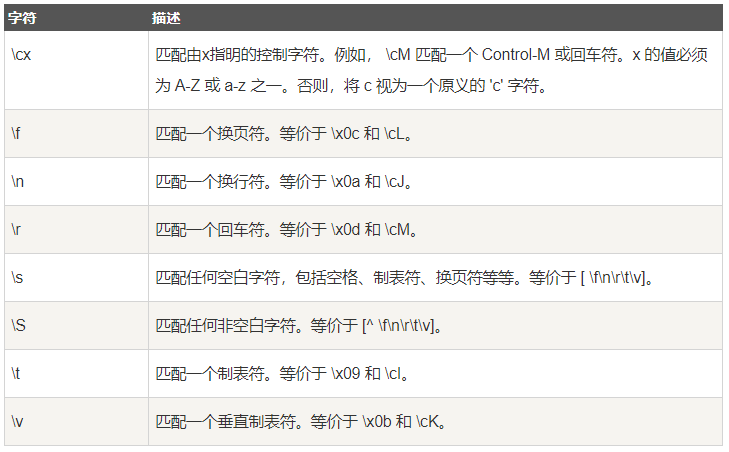 字符 描述
\cx 匹配由x指明的控制字符。例如， \cM 匹配一个 Control-M 或回车符。x 的值必须
为 A-Z 或 a-z 之一。否则，将 c 视为一个原义的 'c' 字符。
\f 匹配一个换页符。等价于 \x0c 和 \cL。
\n 匹配一个换行符。等价于 \x0a 和 \cJ。
\r 匹配一个回车符。等价于 \x0d 和 \cM。
\s 匹配任何空白字符，包括空格、制表符、换页符等等。等价于 [ \f\n\r\t\v]。
\S 匹配任何非空白字符。等价于 [^ \f\n\r\t\v]。
\t 匹配一个制表符。等价于 \x09 和 \cI。
\v 匹配一个垂直制表符。等价于 \x0b 和 \cK。